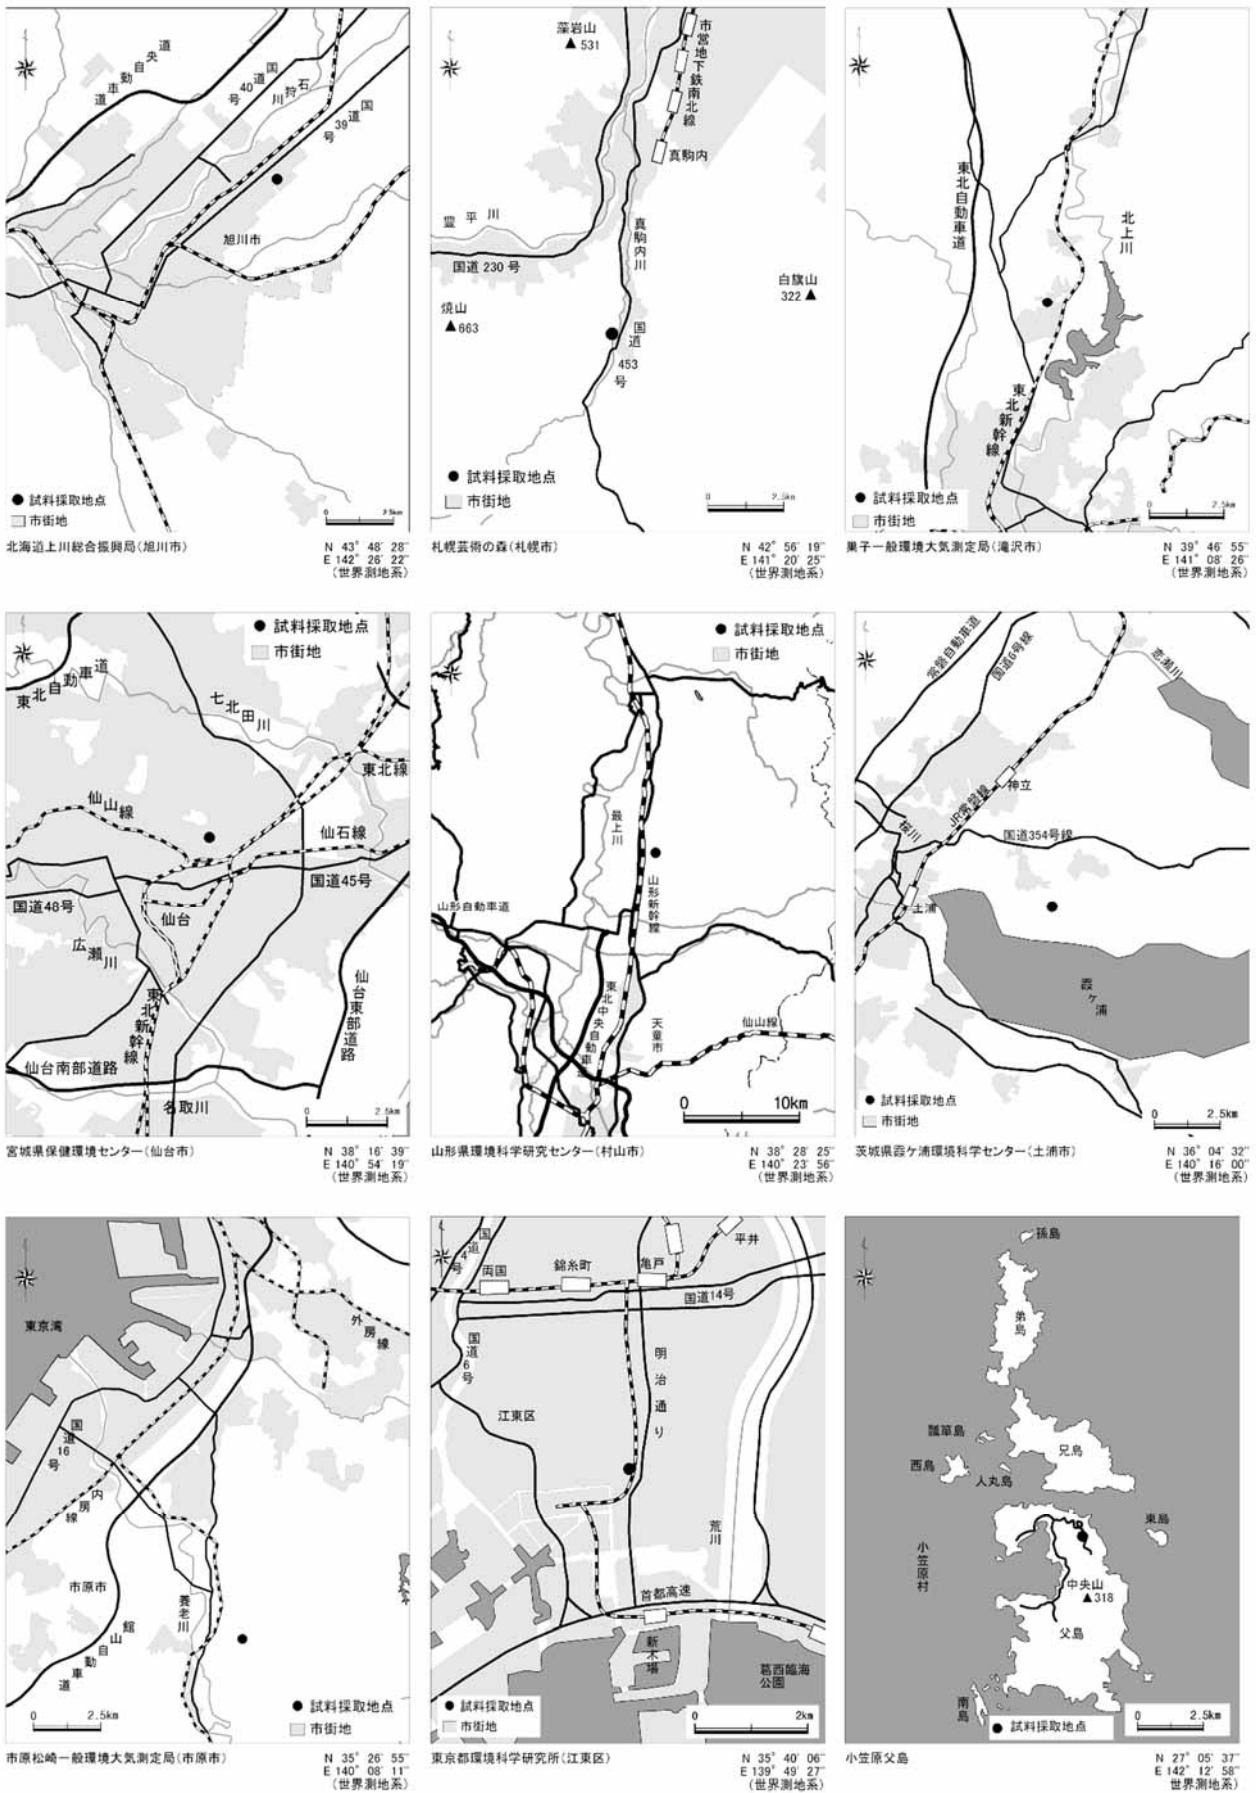 道央自動車道
国道40号
石狩川
国道39号
旭川市
試料採取地点
市街地
0 2.5km
北海道上川総合振興局(旭川市)
N 43° 48′ 28″
E 142° 26′ 22″
(世界測地系)
藻岩山
▲ 531
市営地下鉄南北線
真駒内
豊平川
真駒内川
国道 230 号
白旗山
322 ▲
焼山
▲ 663
国道453号
試料採取地点
市街地
0 2.5km
札幌芸術の森(札幌市)
N 42° 56′ 19″
E 141° 20′ 25″
(世界測地系)
東北自動車道
北上川
東北新幹線
試料採取地点
市街地
0 2.5km
巣子一般環境大気測定局(滝沢市)
N 39° 46′ 55″
E 141° 08′ 26″
(世界測地系)
試料採取地点
市街地
東北自動車道
七北田川
東北線
仙山線
仙石線
国道45号
国道48号
仙台
広瀬川
東北新幹線
仙台東部道路
仙台南部道路
名取川
0 2.5km
宮城県保健環境センター(仙台市)
N 38° 16′ 39″
E 140° 54′ 19″
(世界測地系)
試料採取地点
市街地
最上川
山形新幹線
山形自動車道
東北中央自動車道
天童市
仙山線
0 10km
山形県環境科学研究センター(村山市)
N 38° 28′ 25″
E 140° 23′ 56″
(世界測地系)
常磐自動車道
国道6号線
恋瀬川
神立
JR常磐線
桜川
国道354号線
土浦
霞ヶ浦
試料採取地点
市街地
0 2.5km
茨城県霞ケ浦環境科学センター(土浦市)
N 36° 04′ 32″
E 140° 16′ 00″
(世界測地系)
東京湾
外房線
国道16号
内房線
市原市
養老川
館山自動車道
試料採取地点
市街地
0 2.5km
市原松崎一般環境大気測定局(市原市)
N 35° 26′ 55″
E 140° 08′ 11″
(世界測地系)
国道4号
両国
錦糸町
亀戸
平井
国道14号
国道6号
明治通り
江東区
荒川
首都高速
新木場
葛西臨海
公園
試料採取地点
市街地
0 2km
東京都環境科学研究所(江東区)
N 35° 40′ 06″
E 139° 49′ 27″
(世界測地系)
孫島
弟島
瓢箪島
兄島
西島
人丸島
東島
小笠原村
中央山
▲318
父島
南島
試料採取地点
0 2.5km
小笠原父島
N 27° 05′ 37″
E 142° 12′ 58″
世界測地系)